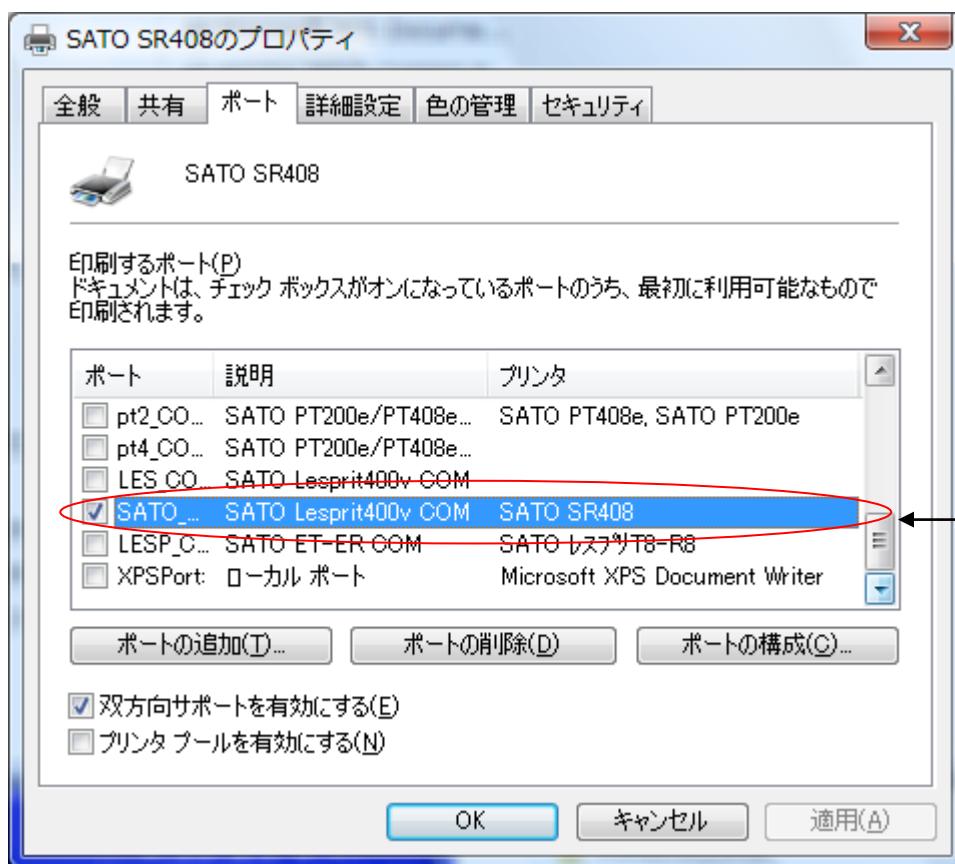 SATO SR408のプロパティ
全般 共有 ポート 詳細設定 色の管理 セキュリティ
SATO SR408
印刷するポート(P)
ドキュメントは、チェック ボックスがオンになっているポートのうち、最初に利用可能なもので
印刷されます。
ポート 説明 プリンタ
pt2_CO... SATO PT200e/PT408e... SATO PT408e, SATO PT200e
pt4_CO... SATO PT200e/PT408e...
LES_CO... SATO Lesprit400v COM
SATO_... SATO Lesprit400v COM SATO SR408
LESP_C... SATO ET-ER COM SATO レスプリT8-R8
XPSPort: ローカル ポート Microsoft XPS Document Writer
ポートの追加(T)... ポートの削除(D) ポートの構成(C)...
双方向サポートを有効にする(E)
プリンタ プールを有効にする(N)
OK キャンセル 適用(A)